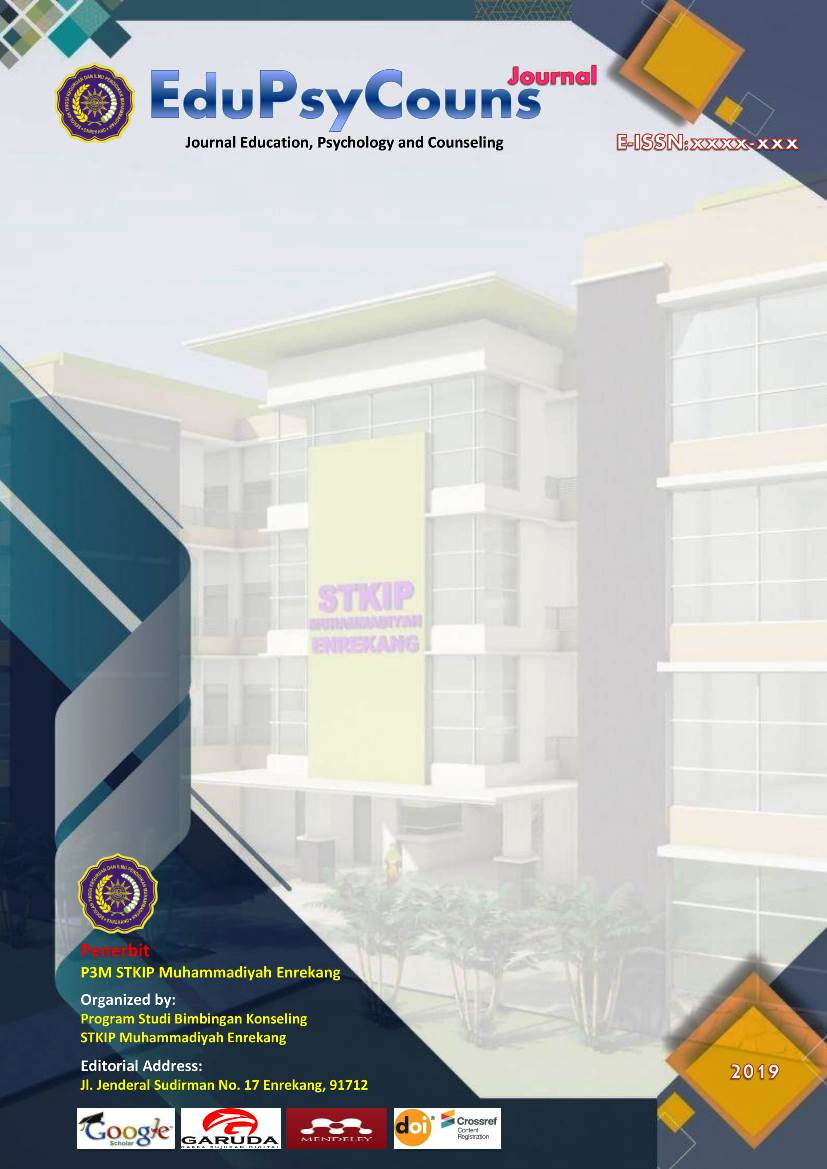 EduPsyCouns
Journal
Journal Education, Psychology and Counseling
E-ISSN:xxxx-xxx
STKIP
MUHAMMADIYAH
ENREKANG
Penerbit
P3M STKIP Muhammadiyah Enrekang
Organized by:
Program Studi Bimbingan Konseling
STKIP Muhammadiyah Enrekang
Editorial Address:
Jl. Jenderal Sudirman No. 17 Enrekang, 91712
2019
Google
Scholar
GARUDA
MENDELEY
doi
Crossref
Content
Registration